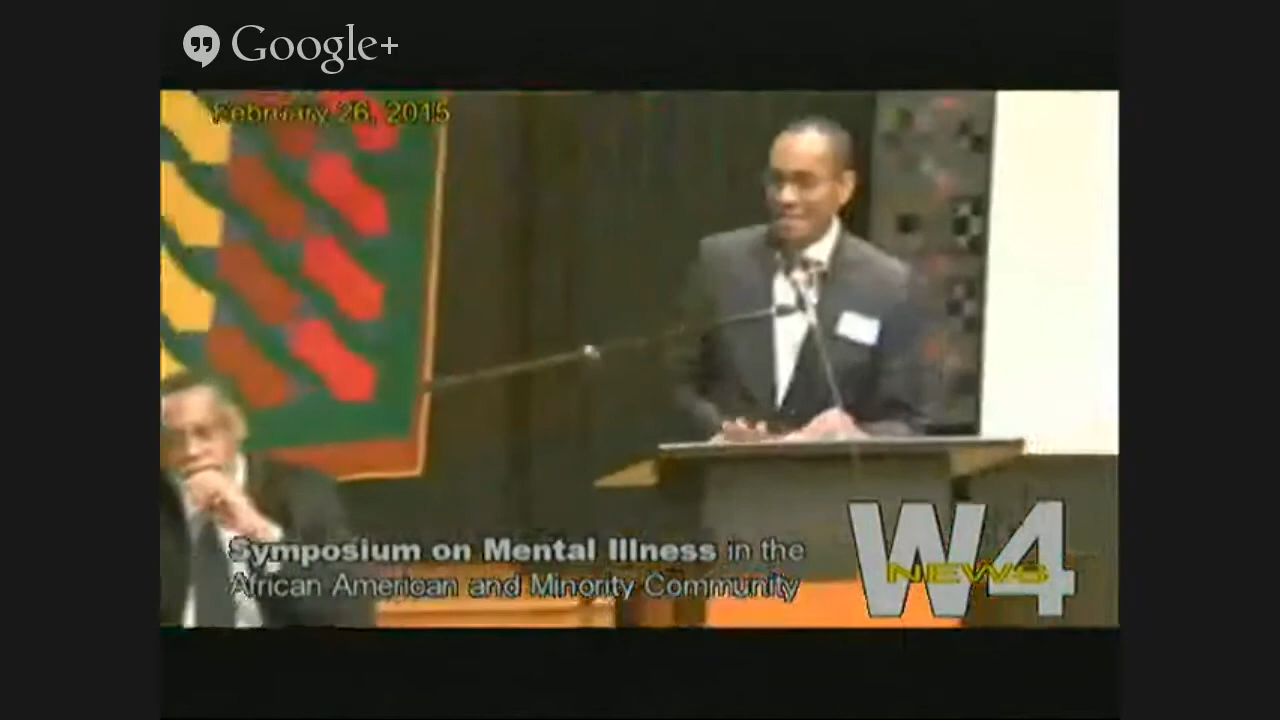 Google+
February 26, 2015
Symposium on Mental Illness in the
African American and Minority Community
W4
NEWS